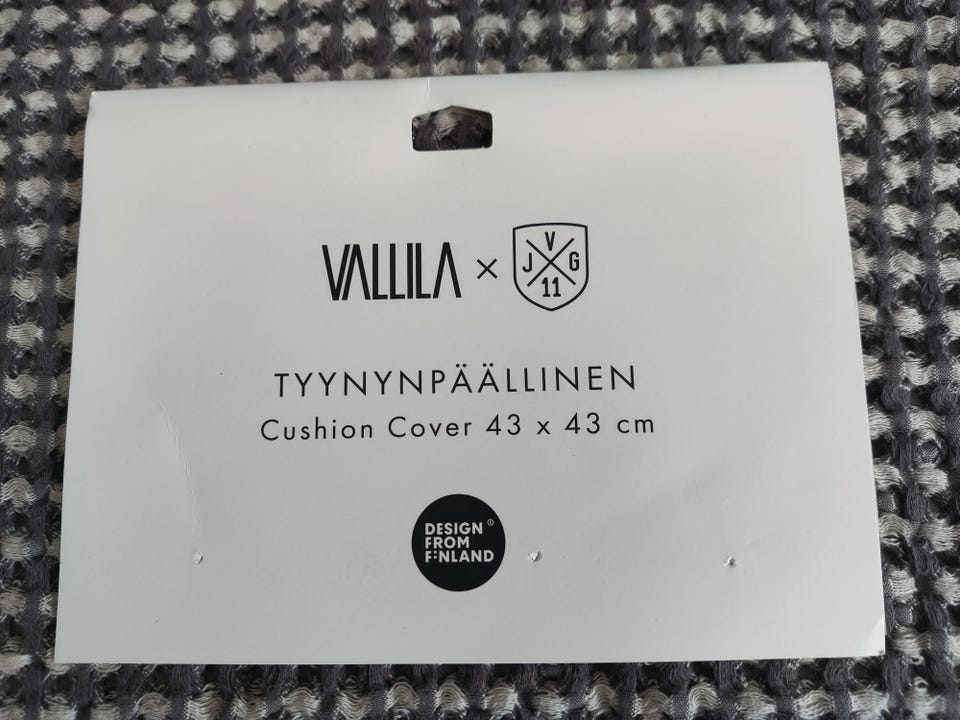 VALLILA × JVG 11
TYYNYNPÄÄLLINEN
Cushion Cover 43 x 43 cm
DESIGN ®
FROM
FINLAND